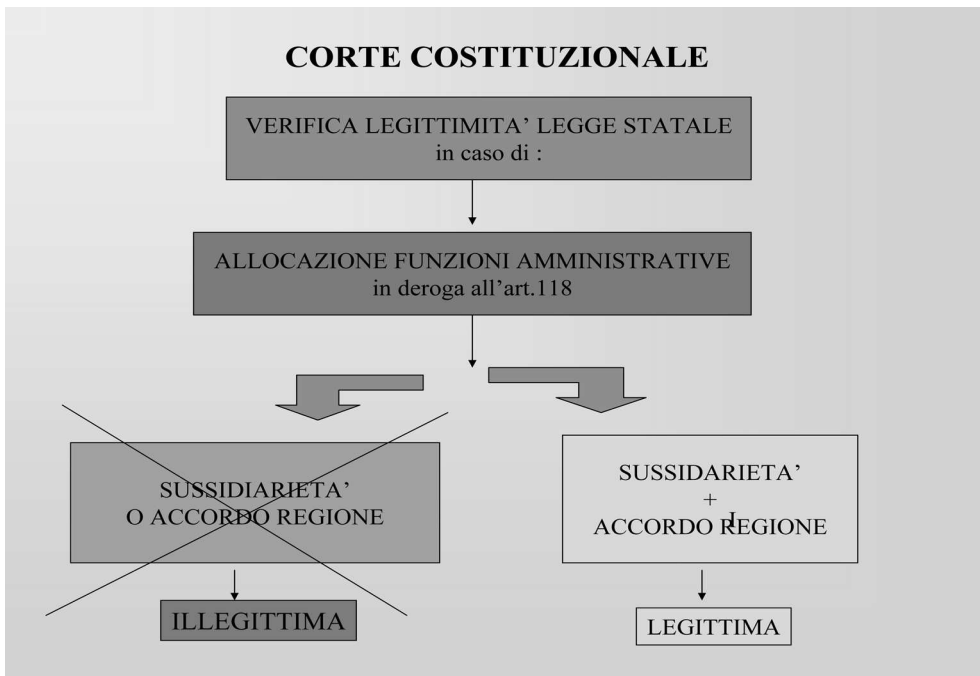 CORTE COSTITUZIONALE
VERIFICA LEGITTIMITA’ LEGGE STATALE
in caso di :
ALLOCAZIONE FUNZIONI AMMINISTRATIVE
in deroga all’art.118
SUSSIDIARIETA’
O ACCORDO REGIONE
ILLEGITTIMA
SUSSIDARIETA’
+
ACCORDO REGIONE
LEGITTIMA